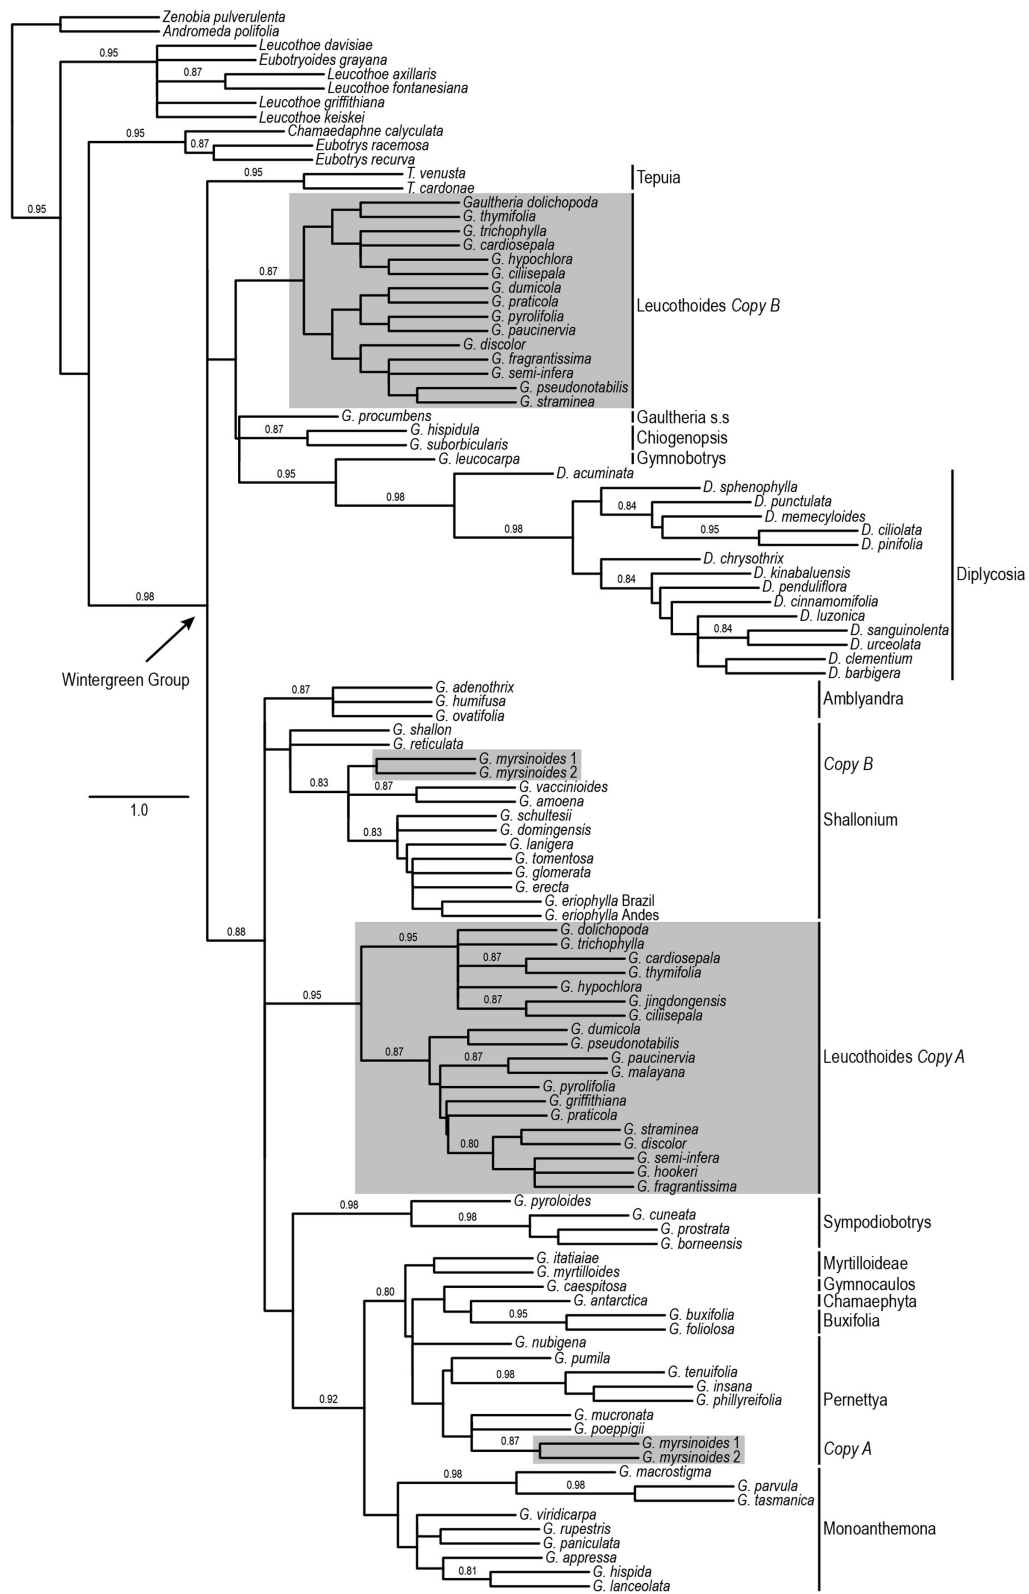 Zenobia pulverulenta
Andromeda polifolia
Leucothoe davisiae
0.95
Eubotryoides grayana
0.87
Leucothoe axillaris
Leucothoe fontanesiana
Leucothoe griffithiana
Leucothoe keiskei
Chamaedaphne calyculata
0.95
0.87
Eubotrys racemosa
Eubotrys recurva
0.95
T. venusta
T. cardonae
Tepuia
0.95
Gaultheria dolichopoda
G. thymifolia
G. trichophylla
G. cardiosepala
G. hypochlora
G. ciliisepala
0.87
G. dumicola
G. praticola
G. pyrolifolia
G. paucinervia
Leucothoides Copy B
G. discolor
G. fragrantissima
G. semi-infera
G. pseudonotabilis
G. straminea
G. procumbens
Gaultheria s.s
0.87
G. hispidula
G. suborbicularis
Chiogenopsis
G. leucocarpa
Gymnobotrys
0.95
D. acuminata
0.98
D. sphenophylla
0.84
D. punctulata
D. memecyloides
0.98
0.95
D. ciliolata
D. pinifolia
D. chrysothrix
0.84
D. kinabaluensis
D. penduliflora
D. cinnamomifolia
D. luzonica
0.84
D. sanguinolenta
D. urceolata
D. clementium
D. barbigera
Diplycosia
0.98
Wintergreen Group
0.87
G. adenothrix
G. humifusa
G. ovatifolia
Amblyandra
G. shallon
G. reticulata
G. myrsinoides 1
G. myrsinoides 2
Copy B
0.83
0.87
G. vaccinioides
G. amoena
1.0
G. schultesii
0.83
G. domingensis
G. lanigera
G. tomentosa
G. glomerata
G. erecta
G. eriophylla Brazil
G. eriophylla Andes
Shallonium
0.88
G. dolichopoda
0.95
G. trichophylla
0.87
G. cardiosepala
G. thymifolia
G. hypochlora
0.95
0.87
G. jingdongensis
G. ciliisepala
G. dumicola
G. pseudonotabilis
0.87
0.87
G. paucinervia
G. malayana
Leucothoides Copy A
G. pyrolifolia
G. griffithiana
G. praticola
G. straminea
0.80
G. discolor
G. semi-infera
G. hookeri
G. fragrantissima
0.98
G. pyroloides
0.98
G. cuneata
G. prostrata
G. borneensis
Sympodiobotrys
G. itatiaiae
G. myrtilloides
Myrtilloideae
0.80
G. caespitosa
Gymnocaulos
G. antarctica
Chamaephyta
0.95
G. buxifolia
G. foliolosa
Buxifolia
G. nubigena
G. pumila
0.98
G. tenuifolia
G. insana
G. phillyreifolia
Pernettya
0.92
G. mucronata
G. poeppigii
0.87
G. myrsinoides 1
G. myrsinoides 2
Copy A
0.98
G. macrostigma
0.98
G. parvula
G. tasmanica
G. viridicarpa
G. rupestris
G. paniculata
Monoanthemona
G. appressa
0.81
G. hispida
G. lanceolata